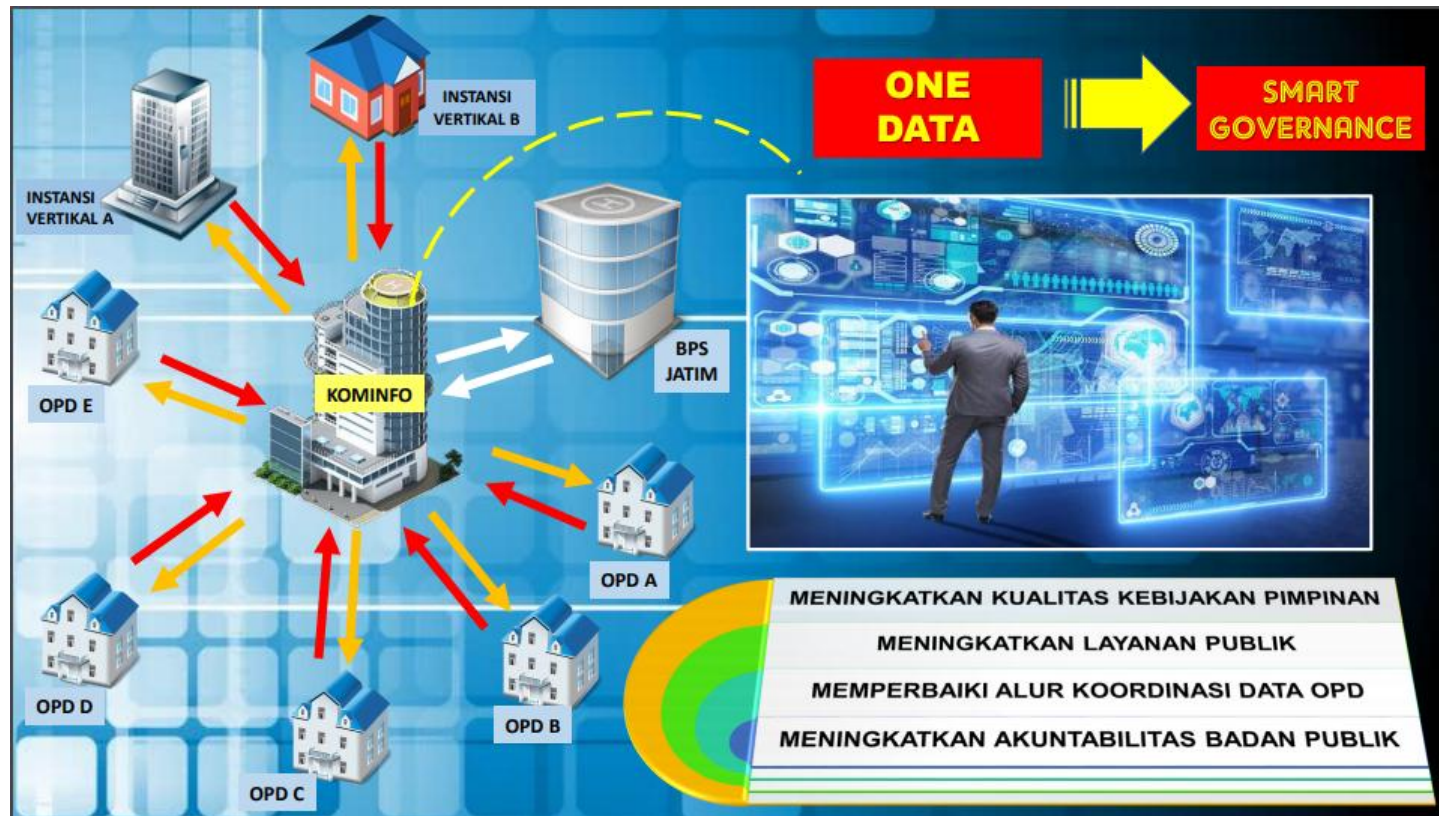 INSTANSI
VERTIKAL B
ONE
DATA
SMART
GOVERNANCE
INSTANSI
VERTIKAL A
BPS
JATIM
KOMINFO
OPD E
OPD A
OPD D
OPD B
OPD C
MENINGKATKAN KUALITAS KEBIJAKAN PIMPINAN
MENINGKATKAN LAYANAN PUBLIK
MEMPERBAIKI ALUR KOORDINASI DATA OPD
MENINGKATKAN AKUNTABILITAS BADAN PUBLIK